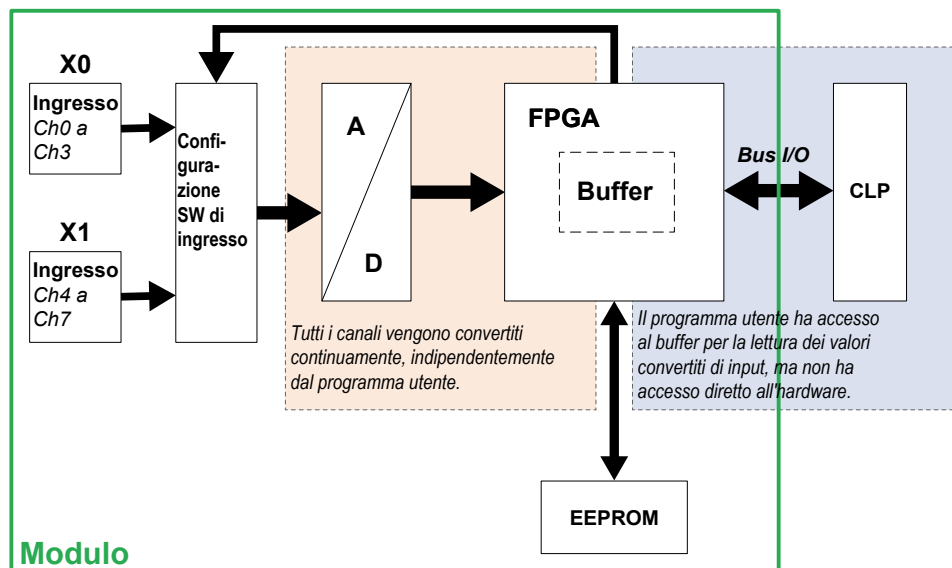 X0
Ingresso
Ch0 a
Ch3
X1
Ingresso
Ch4 a
Ch7
Confi-
gura-
zione
SW di
ingresso
A
D
Tutti i canali vengono convertiti
continuamente, indipendentemente
dal programma utente.
FPGA
Buffer
Bus I/O
CLP
Il programma utente ha accesso
al buffer per la lettura dei valori
convertiti di input, ma non ha
accesso diretto all'hardware.
EEPROM
Modulo